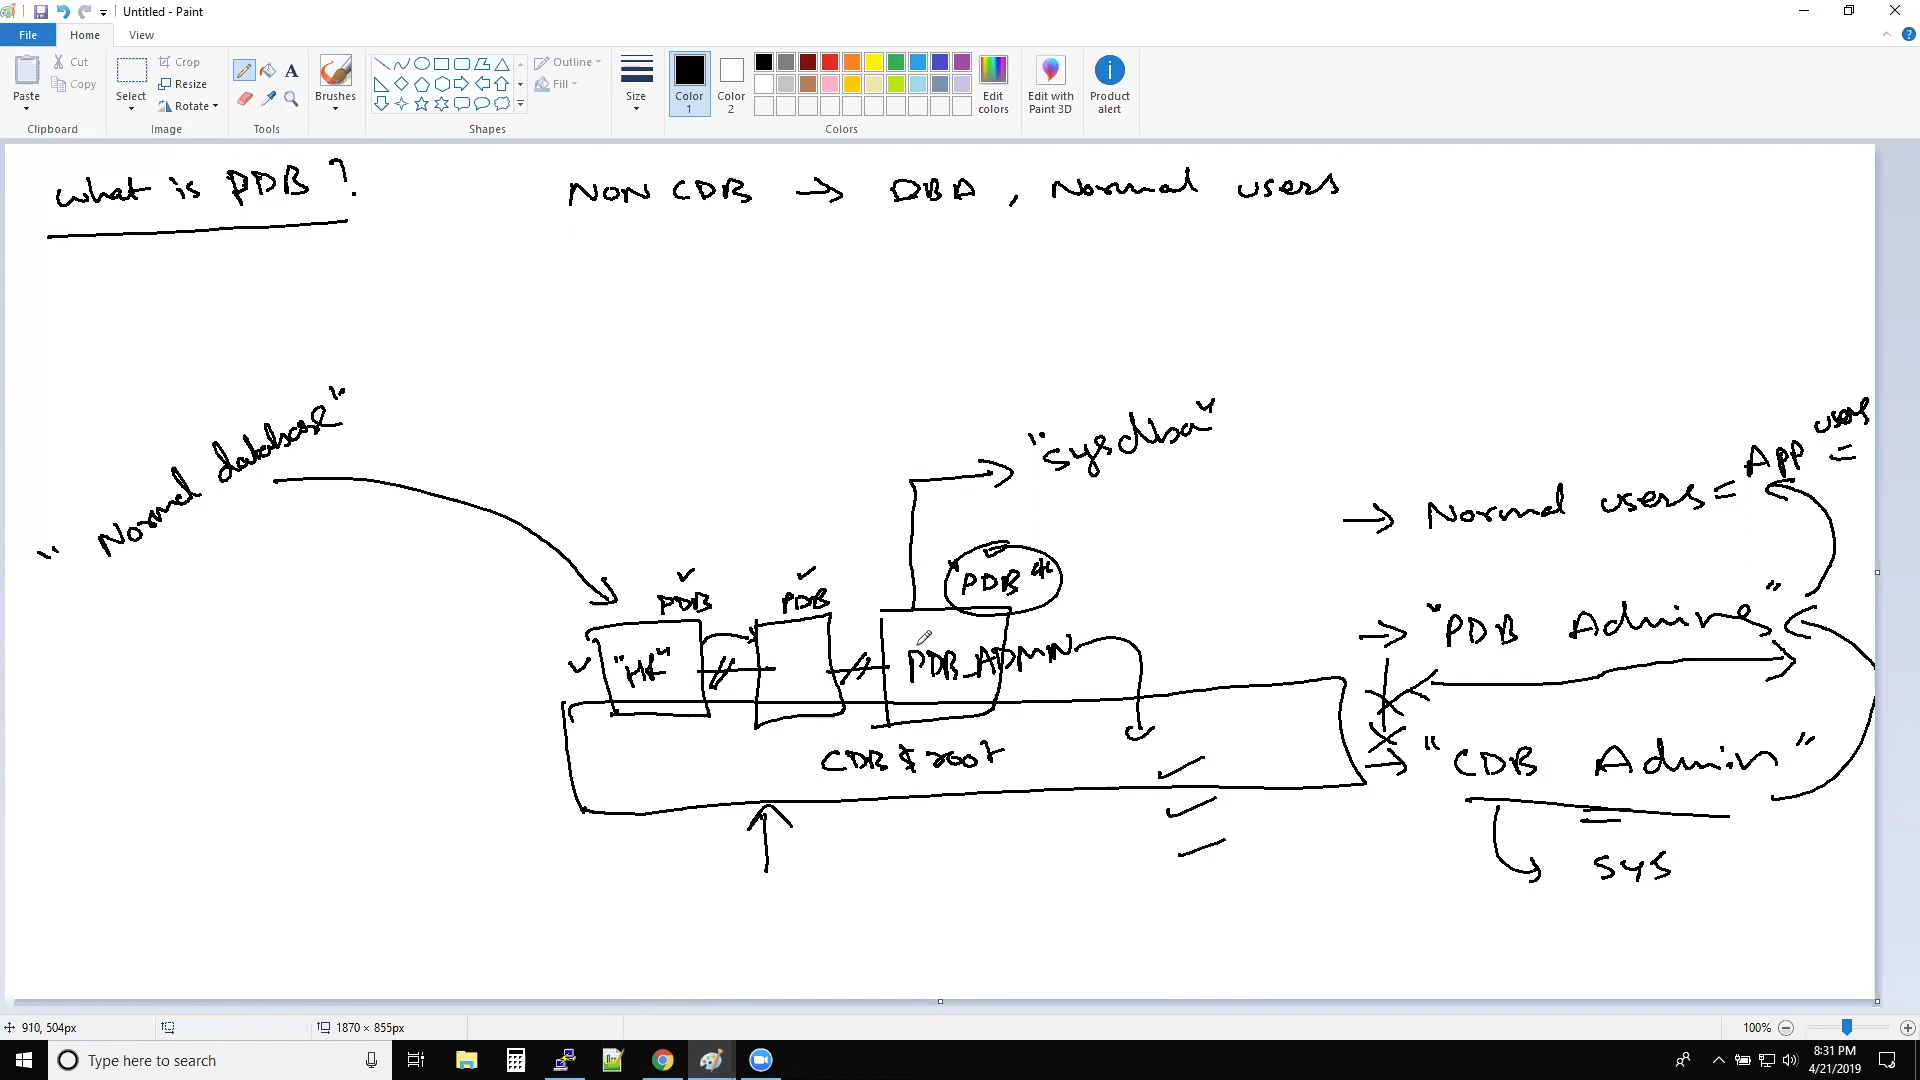 Untitled - Paint
File
Home
View
Paste
Cut
Copy
Clipboard
Select
Crop
Resize
Rotate
Image
Tools
Brushes
Outline
Fill
Shapes
Size
Color 1
Color 2
Edit colors
Colors
Edit with Paint 3D
Product alert
what is PDB ?
NON CDB → DBA , Normal users
"Normal database"
"sysdba"
→ Normal users = App users =
PDB
PDB
"PDB"
"HR"
PDB_ADMIN
→ "PDB Admins"
CDB $ root
→ "CDB Admin"
sys
910, 504px
1870 × 855px
100%
Type here to search
8:31 PM
4/21/2019